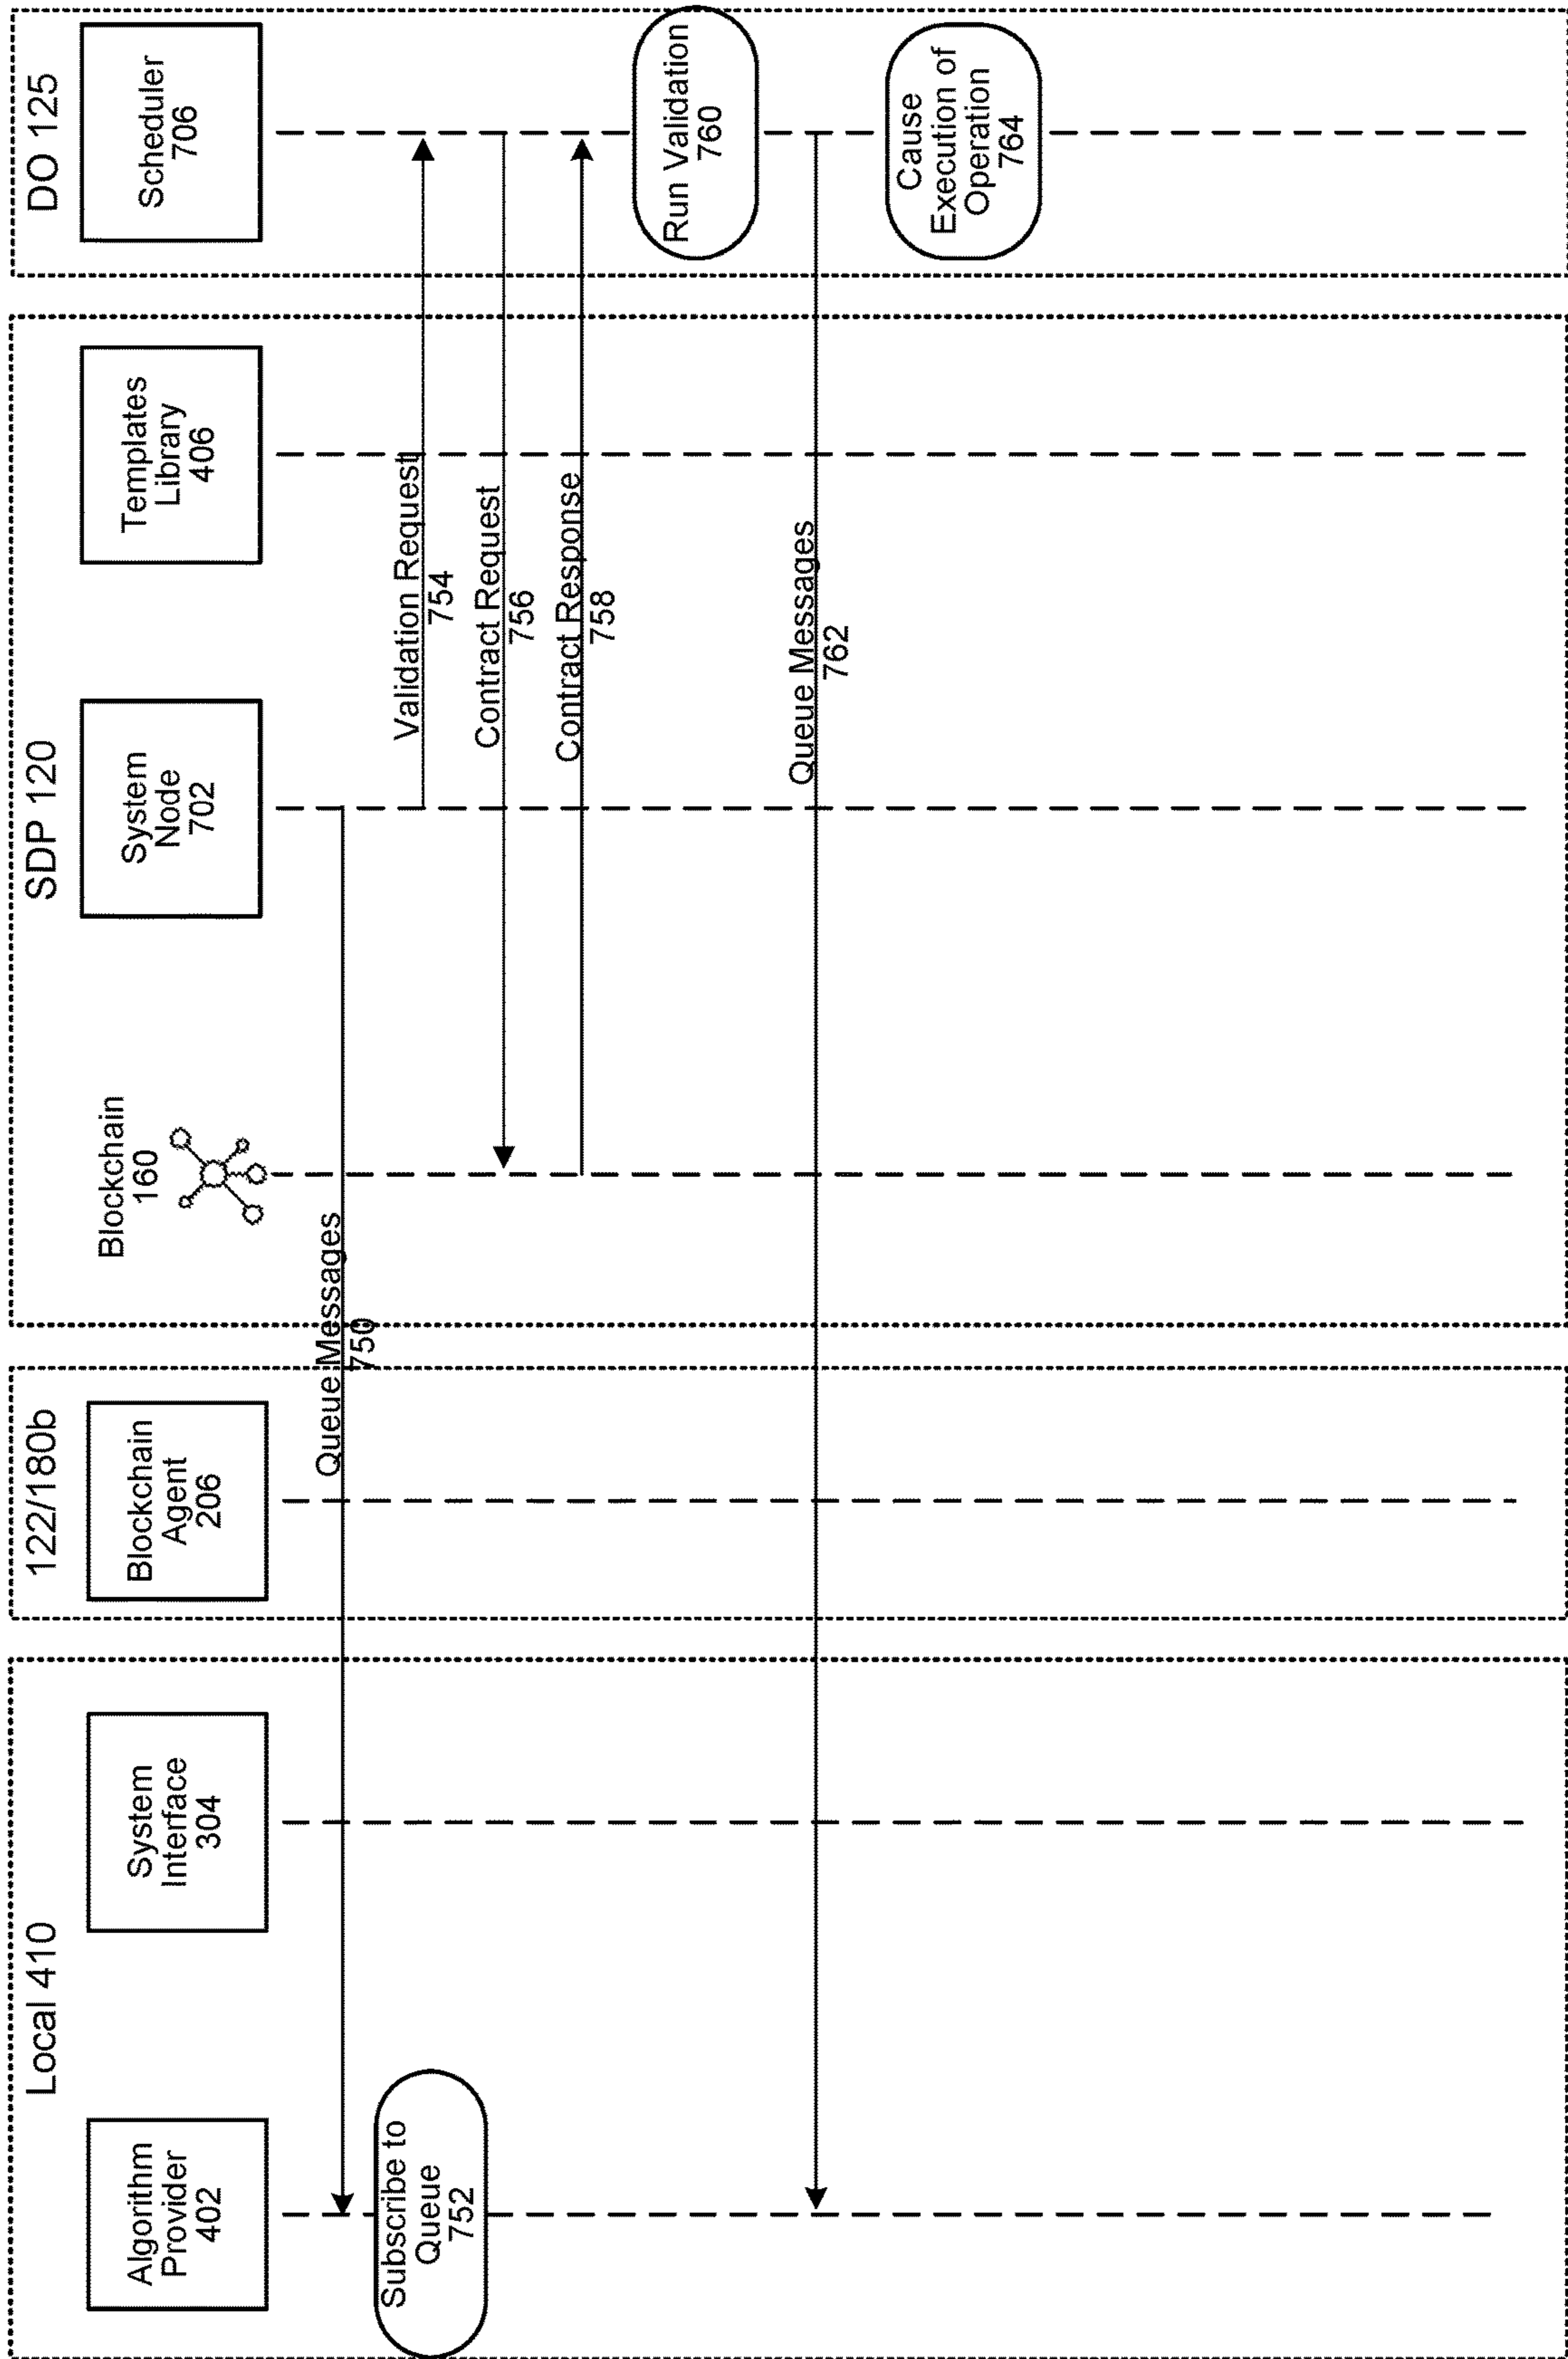 Local 410
122/180b
SDP 120
DO 125
Algorithm
Provider
402
System
Interface
304
Blockchain
Agent
206
Blockchain
160
System
Node
702
Templates
Library
406
Scheduler
706
Queue Messages
750
Subscribe to
Queue
752
Validation Request
754
Contract Request
756
Contract Response
758
Run Validation
760
Queue Messages
762
Cause
Execution of
Operation
764